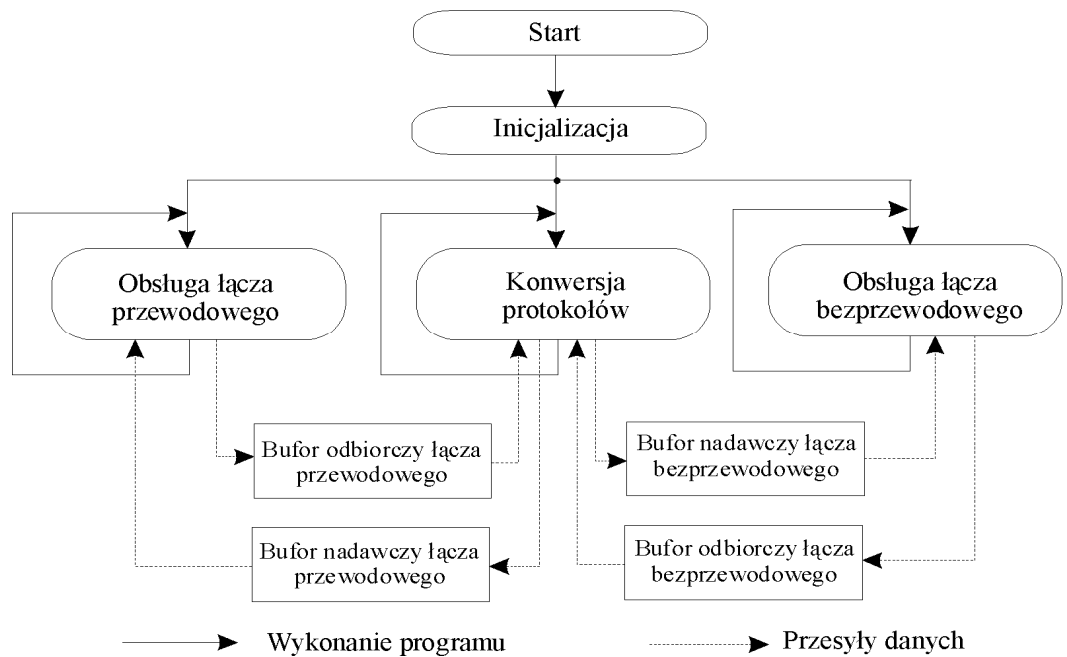 Start
Inicjalizacja
Obsługa łącza
przewodowego
Konwersja
protokołów
Obsługa łącza
bezprzewodowego
Bufor odbiorczy łącza
przewodowego
Bufor nadawczy łącza
bezprzewodowego
Bufor nadawczy łącza
przewodowego
Bufor odbiorczy łącza
bezprzewodowego
Wykonanie programu
Przesyły danych